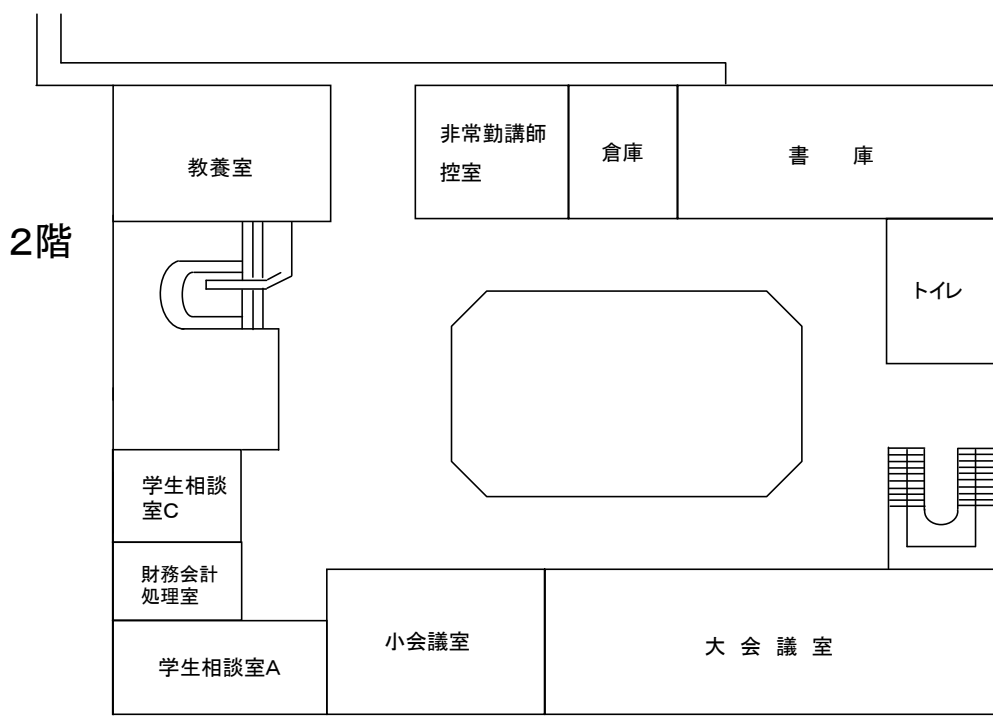 非常勤講師
控室
倉庫
書 庫
教養室
2階
トイレ
学生相談
室C
財務会計
処理室
小会議室
大 会 議 室
学生相談室A